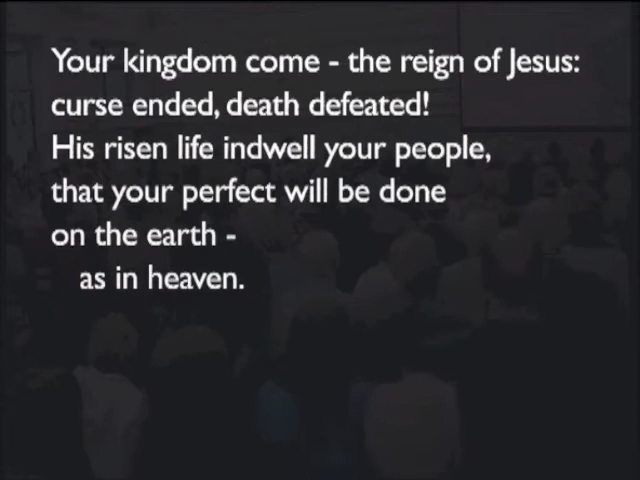 Your kingdom come - the reign of Jesus:
curse ended, death defeated!
His risen life indwell your people,
that your perfect will be done
on the earth -
as in heaven.